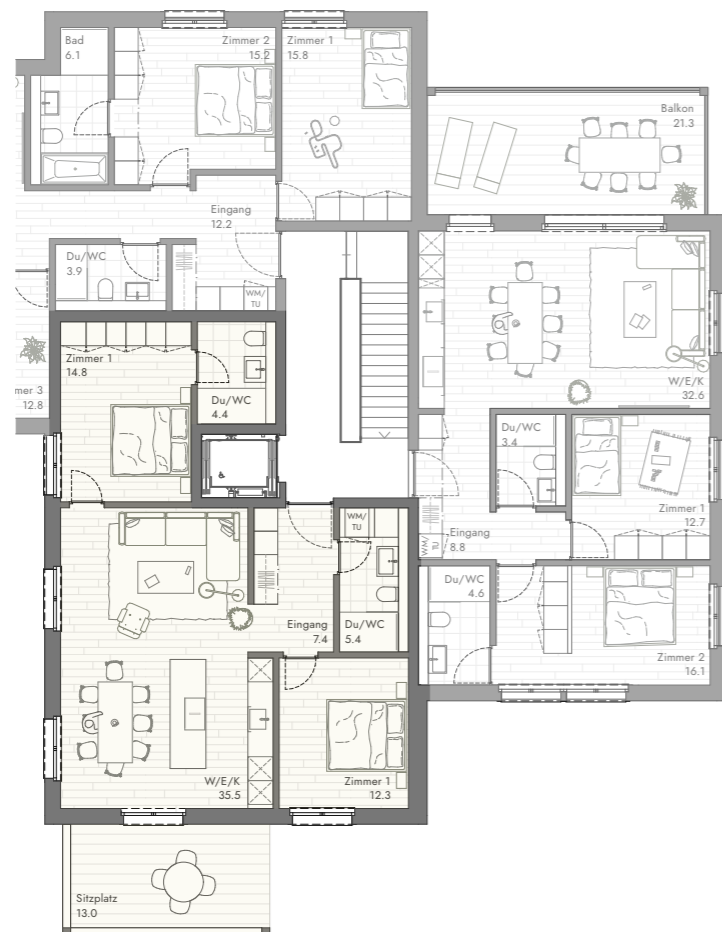 Bad
6.1
Zimmer 2
15.2
Zimmer 1
15.8
Balkon
21.3
Eingang
12.2
Du/WC
3.9
WM/
TU
W/E/K
32.6
mer 3
12.8
Zimmer 1
14.8
Du/WC
4.4
Du/WC
3.4
Zimmer 1
12.7
Eingang
8.8
WM/
TU
WM/
TU
Du/WC
4.6
Zimmer 2
16.1
Eingang
7.4
Du/WC
5.4
W/E/K
35.5
Zimmer 1
12.3
Sitzplatz
13.0